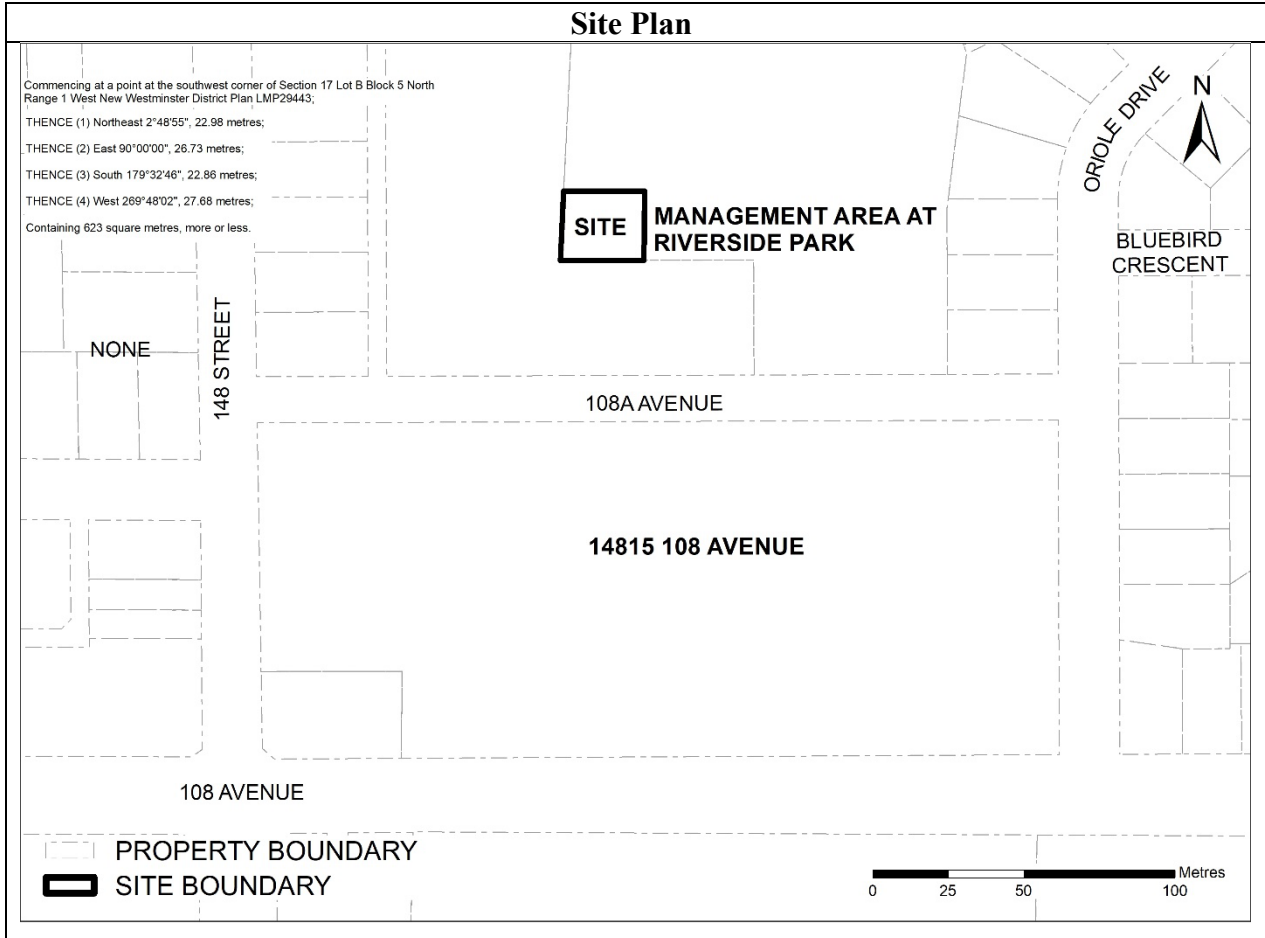 Site Plan
Commencing at a point at the southwest corner of Section 17 Lot B Block 5 North
Range 1 West New Westminster District Plan LMP29443;
THENCE (1) Northeast 2°48'55", 22.98 metres;
THENCE (2) East 90°00'00", 26.73 metres;
THENCE (3) South 179°32'46", 22.86 metres;
THENCE (4) West 269°48'02", 27.68 metres;
Containing 623 square metres, more or less.
N
ORIOLE DRIVE
SITE
MANAGEMENT AREA AT
RIVERSIDE PARK
BLUEBIRD
CRESCENT
NONE
148 STREET
108A AVENUE
14815 108 AVENUE
108 AVENUE
PROPERTY BOUNDARY
SITE BOUNDARY
Metres
0 25 50 100